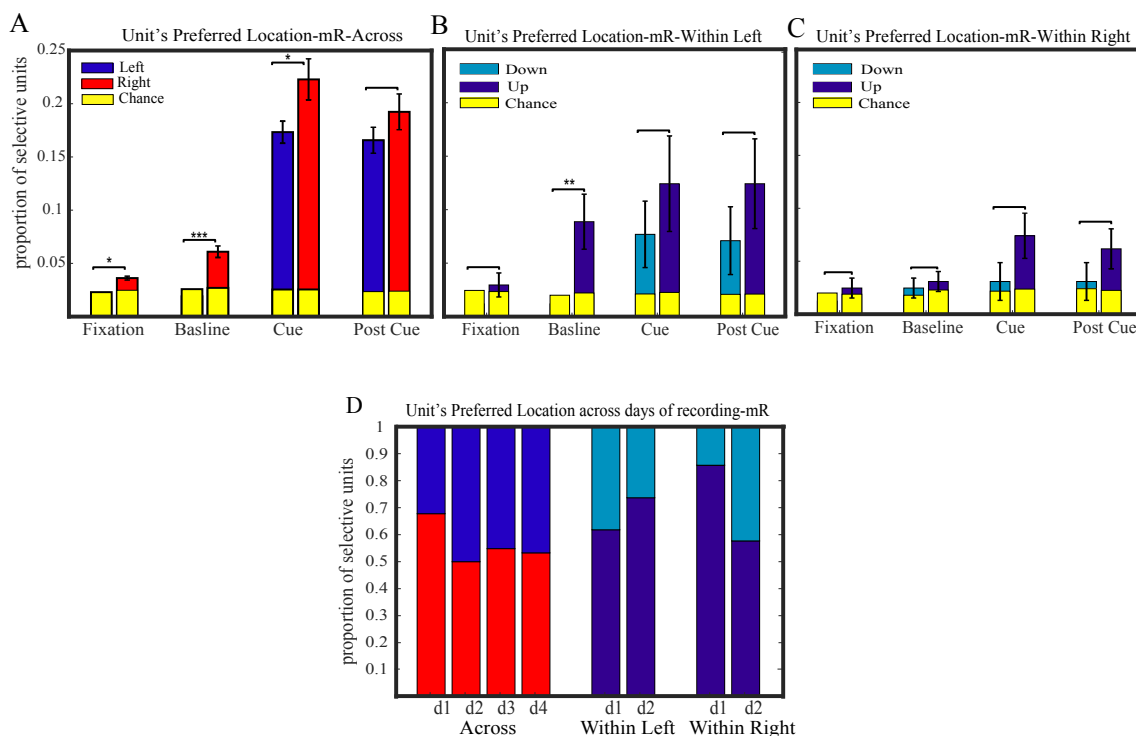 A
Unit's Preferred Location-mR-Across
0.25
0.2
0.15
0.1
0.05
proportion of selective units
Left
Right
Chance
*
***
*
Fixation
Basline
Cue
Post Cue
B
Unit's Preferred Location-mR-Within Left
Down
Up
Chance
**
Fixation
Basline
Cue
Post Cue
C
Unit's Preferred Location-mR-Within Right
Down
Up
Chance
Fixation
Baseline
Cue
Post Cue
D
Unit's Preferred Location across days of recording-mR
1
0.9
0.8
0.7
0.6
0.5
0.4
0.3
0.2
0.1
proportion of selective units
d1 d2 d3 d4 d1 d2 d1 d2
Across Within Left Within Right